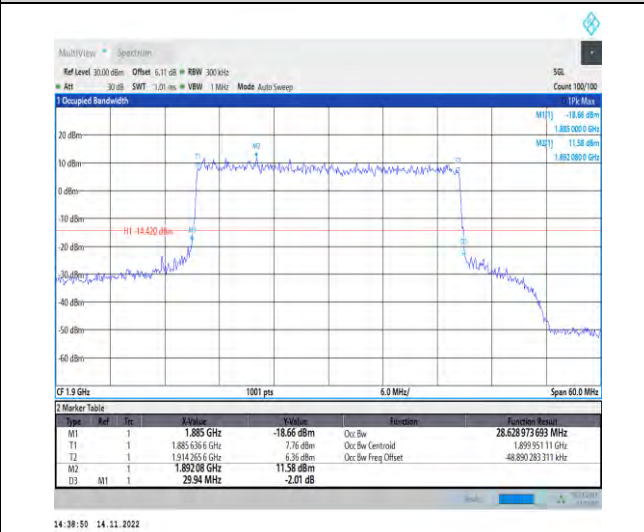 MultiView Spectrum
Ref Level 30.00 dBm Offset 6.11 dB RBW 300 kHz SGL
Att 30 dB SWT 1.01 ms VBW 1 MHz Mode Auto Sweep Count 100/100
1 Occupied Bandwidth 1Pk Max
M1[1] -18.66 dBm
1.885 000 0 GHz
M2[1] 11.58 dBm
1.892 080 0 GHz
20 dBm
M2
T1
T2
10 dBm
0 dBm
-10 dBm
H1 -14.420 dBm
M1
-20 dBm
D3
-30 dBm
-40 dBm
-50 dBm
-60 dBm
CF 1.9 GHz 1001 pts 6.0 MHz/ Span 60.0 MHz
2 Marker Table
Type Ref Trc X-Value Y-Value Function Function Result
M1 1 1.885 GHz -18.66 dBm Occ Bw 28.628 973 693 MHz
T1 1 1.885 636 6 GHz 7.76 dBm Occ Bw Centroid 1.899 951 11 GHz
T2 1 1.914 265 6 GHz 6.36 dBm Occ Bw Freq Offset -48.890 283 311 kHz
M2 1 1.892 08 GHz 11.58 dBm
D3 M1 1 29.94 MHz -2.01 dB
14:38:50 14.11.2022